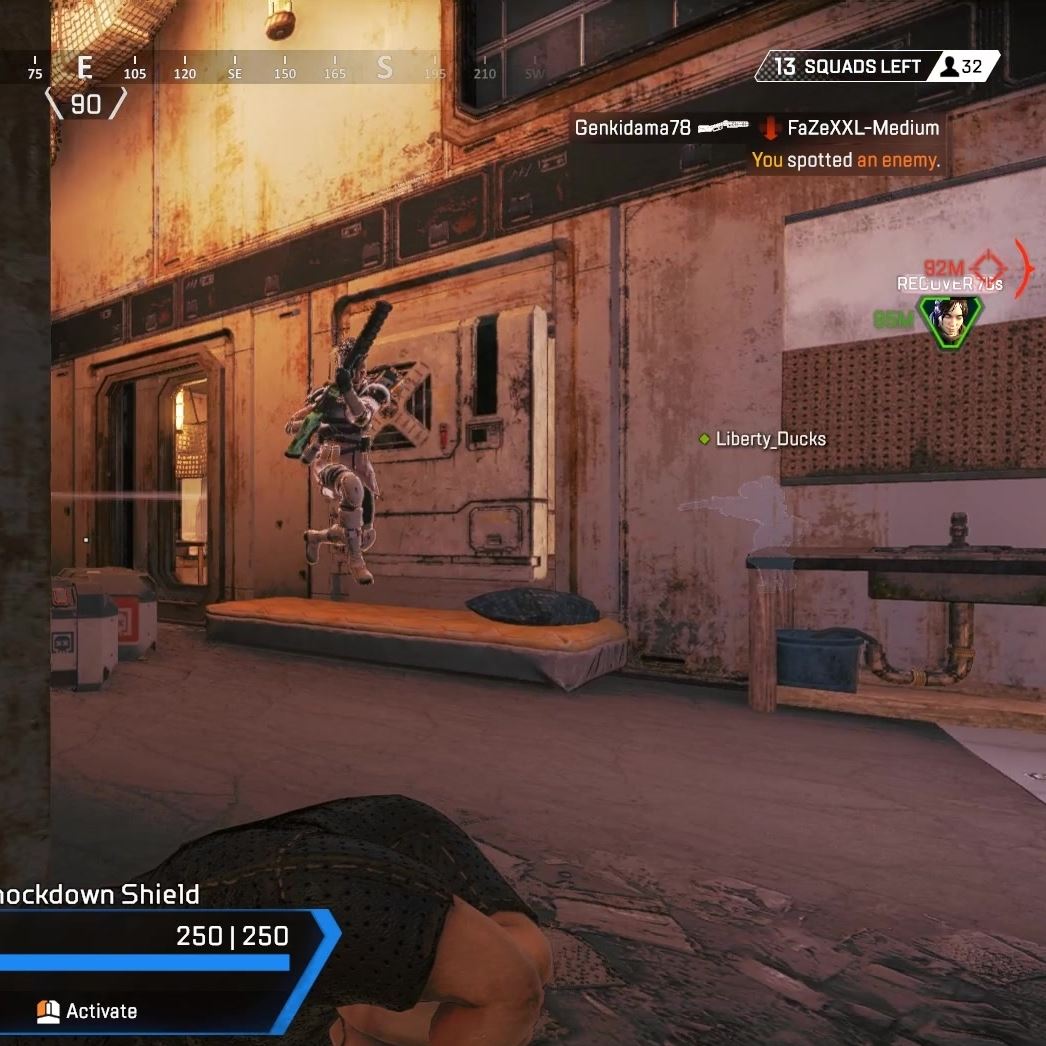 75 E 105 120 SE 150 165 S 195 210 SW
90
13 SQUADS LEFT 32
Genkidama78 FaZeXXL-Medium
You spotted an enemy.
92M
RECOVER
95M
Liberty_Ducks
nockdown Shield
250 | 250
Activate